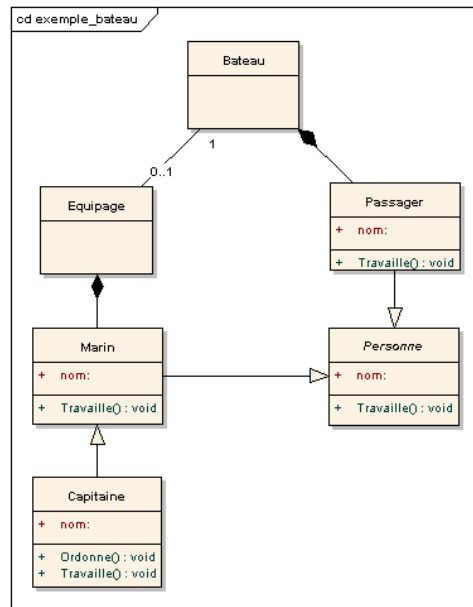 cd exemple_bateau
Bateau
0..1
1
Equipage
Passager
+ nom:
+ Travaille() : void
Marin
+ nom:
+ Travaille() : void
Personne
+ nom:
+ Travaille() : void
Capitaine
+ nom:
+ Ordonne() : void
+ Travaille() : void